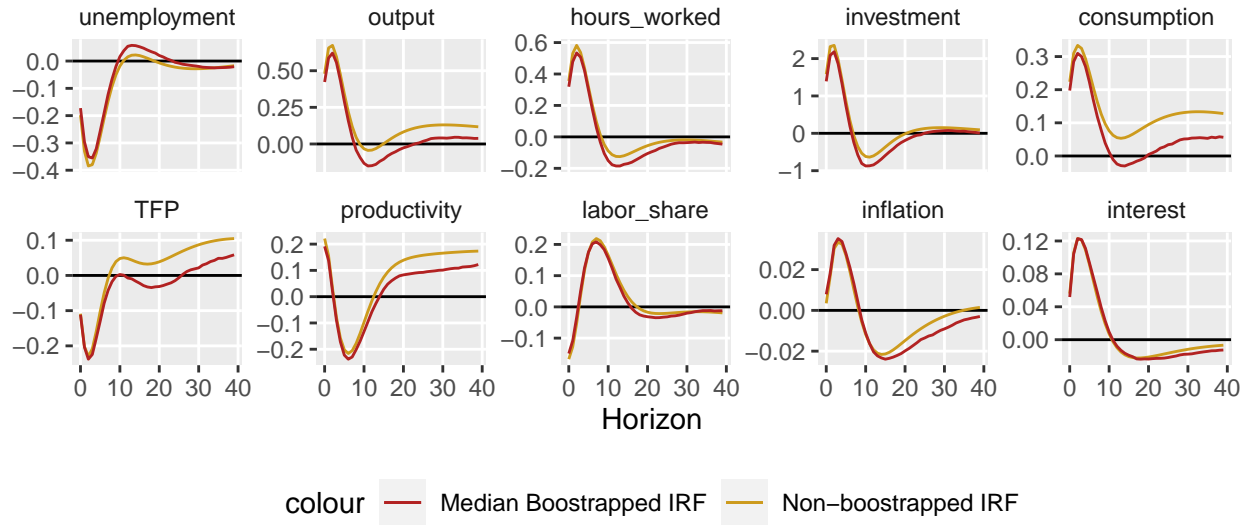 unemployment output hours_worked investment consumption
0.0 −0.1 −0.2 −0.3 −0.4
0.50 0.25 0.00
0.6 0.4 0.2 0.0 −0.2
2 1 0 −1
0.3 0.2 0.1 0.0
TFP productivity labor_share inflation interest
0.1 0.0 −0.1 −0.2
0.2 0.1 0.0 −0.1 −0.2
0.2 0.1 0.0 −0.1
0.02 0.00 −0.02
0.12 0.08 0.04 0.00
0 10 20 30 40 0 10 20 30 40 0 10 20 30 40 0 10 20 30 40 0 10 20 30 40
Horizon
colour Median Boostrapped IRF Non−boostrapped IRF